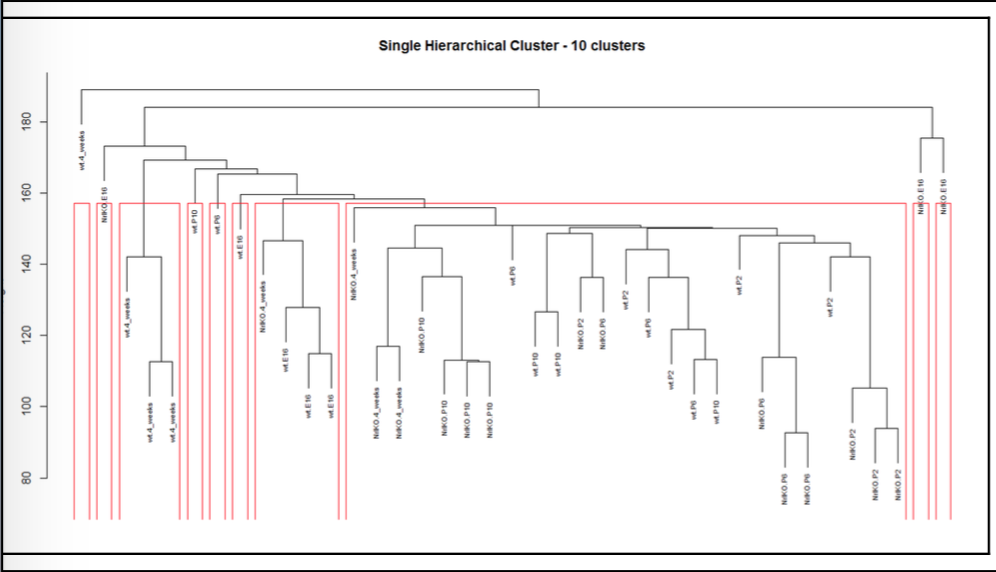 Single Hierarchical Cluster - 10 clusters
180
160
140
120
100
80
wt.4_weeks
NrlKO.E16
wt.4_weeks
wt.4_weeks
wt.4_weeks
wt.P10
wt.P6
wt.E16
NrlKO.4_weeks
wt.E16
wt.E16
wt.E16
NrlKO.4_weeks
NrlKO.4_weeks
NrlKO.4_weeks
NrlKO.P10
NrlKO.P10
NrlKO.P10
NrlKO.P10
wt.P6
wt.P10
wt.P10
NrlKO.P2
NrlKO.P6
wt.P2
wt.P6
wt.P2
wt.P6
wt.P10
wt.P2
NrlKO.P6
NrlKO.P6
NrlKO.P6
wt.P2
NrlKO.P2
NrlKO.P2
NrlKO.P2
NrlKO.E16
NrlKO.E16